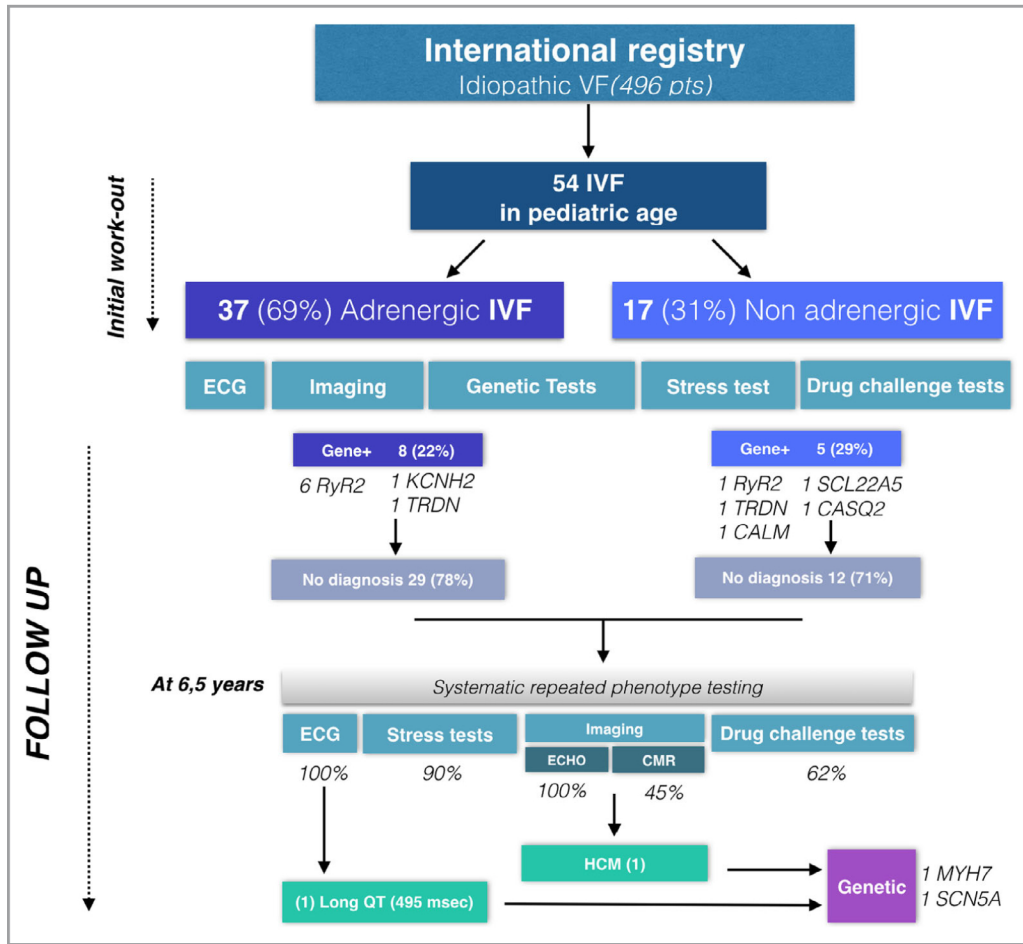 International registry
Idiopathic VF(496 pts)
Initial work-out
54 IVF
in pediatric age
37 (69%) Adrenergic IVF
17 (31%) Non adrenergic IVF
ECG
Imaging
Genetic Tests
Stress test
Drug challenge tests
FOLLOW UP
Gene+ 8 (22%)
6 RyR2
1 KCNH2
1 TRDN
Gene+ 5 (29%)
1 RyR2
1 SCL22A5
1 TRDN
1 CASQ2
1 CALM
No diagnosis 29 (78%)
No diagnosis 12 (71%)
At 6,5 years
Systematic repeated phenotype testing
ECG
Stress tests
Imaging
Drug challenge tests
ECHO
CMR
100%
90%
100%
45%
62%
HCM (1)
(1) Long QT (495 msec)
Genetic
1 MYH7
1 SCN5A